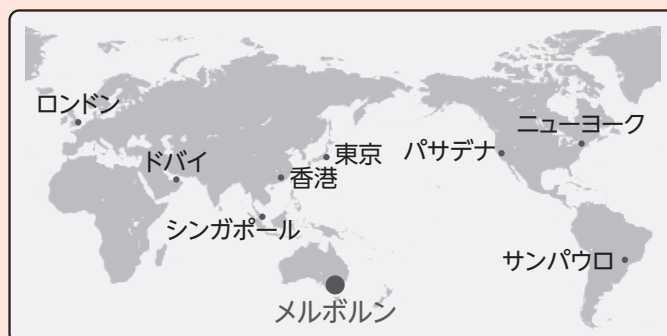 ロンドン
ニューヨーク
ドバイ
東京
パサデナ
香港
シンガポール
サンパウロ
メルボルン